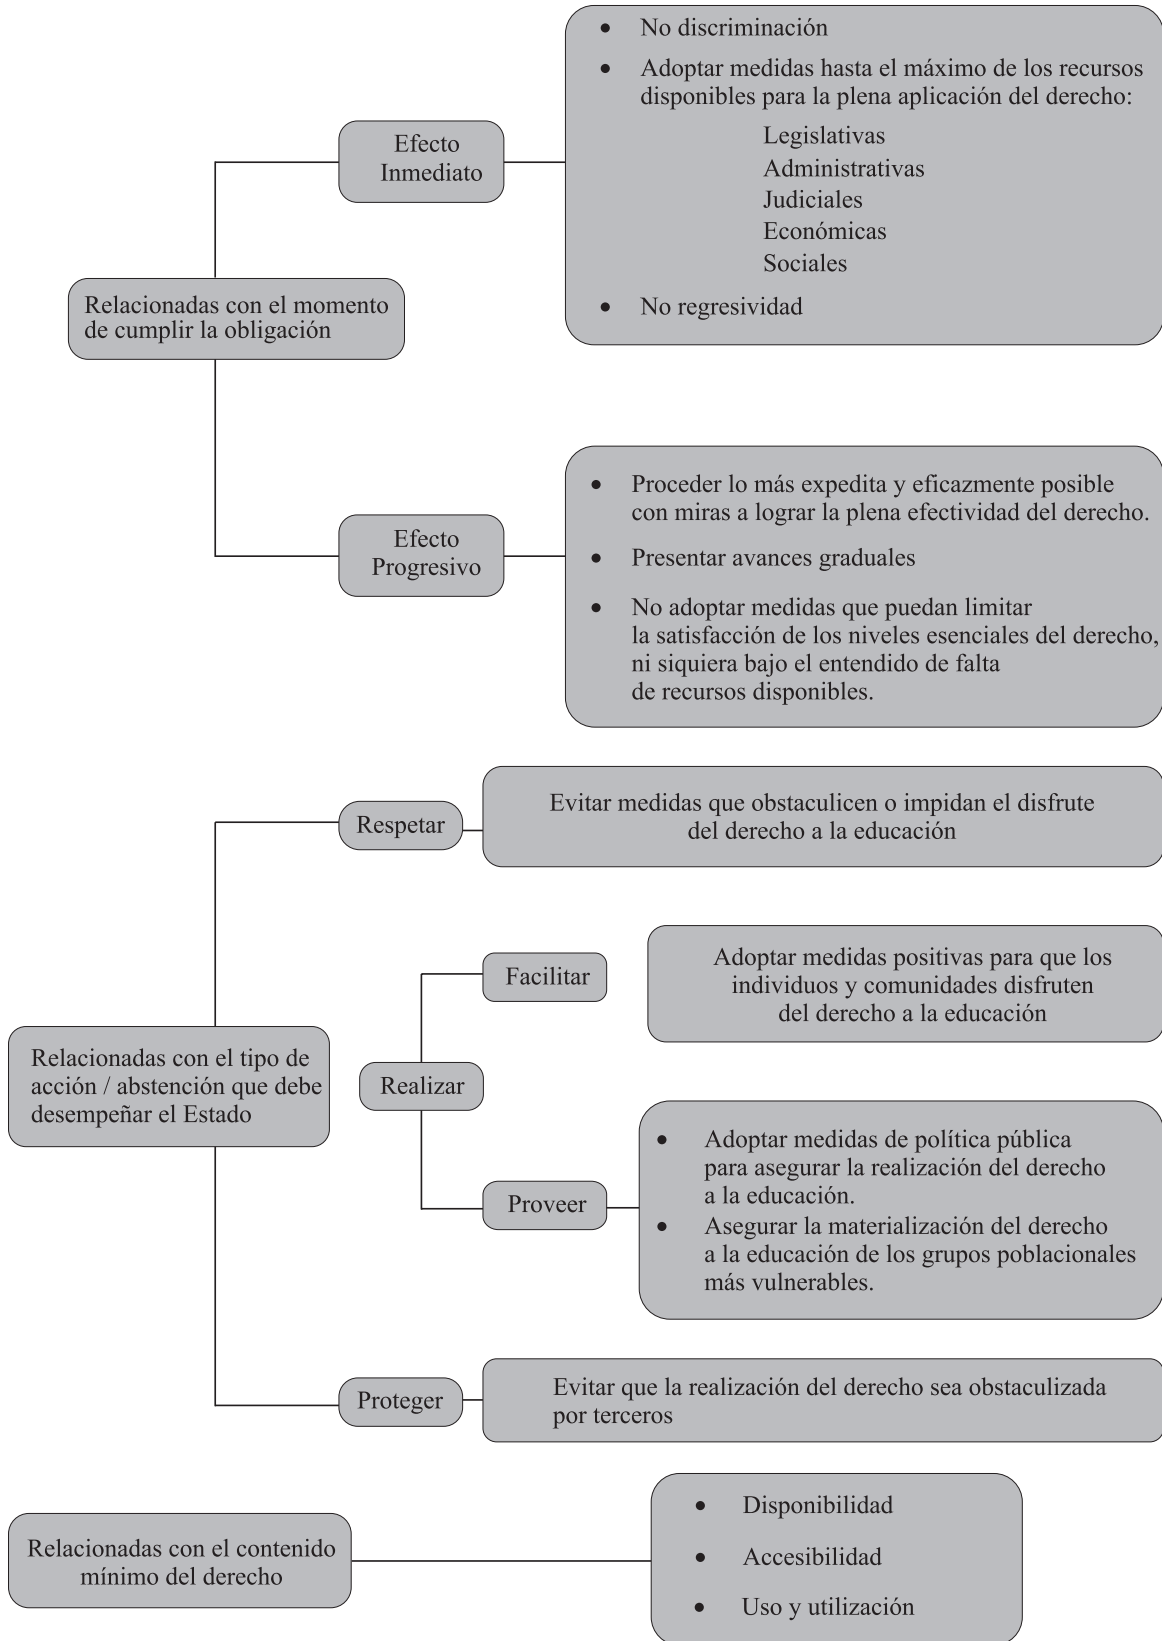 • No discriminación
• Adoptar medidas hasta el máximo de los recursos
disponibles para la plena aplicación del derecho:
Legislativas
Administrativas
Judiciales
Económicas
Sociales
• No regresividad
Efecto
Inmediato
Relacionadas con el momento
de cumplir la obligación
Efecto
Progresivo
• Proceder lo más expedita y eficazmente posible
con miras a lograr la plena efectividad del derecho.
• Presentar avances graduales
• No adoptar medidas que puedan limitar
la satisfacción de los niveles esenciales del derecho,
ni siquiera bajo el entendido de falta
de recursos disponibles.
Respetar
Evitar medidas que obstaculicen o impidan el disfrute
del derecho a la educación
Relacionadas con el tipo de
acción / abstención que debe
desempeñar el Estado
Realizar
Facilitar
Adoptar medidas positivas para que los
individuos y comunidades disfruten
del derecho a la educación
Proveer
• Adoptar medidas de política pública
para asegurar la realización del derecho
a la educación.
• Asegurar la materialización del derecho
a la educación de los grupos poblacionales
más vulnerables.
Proteger
Evitar que la realización del derecho sea obstaculizada
por terceros
Relacionadas con el contenido
mínimo del derecho
• Disponibilidad
• Accesibilidad
• Uso y utilización